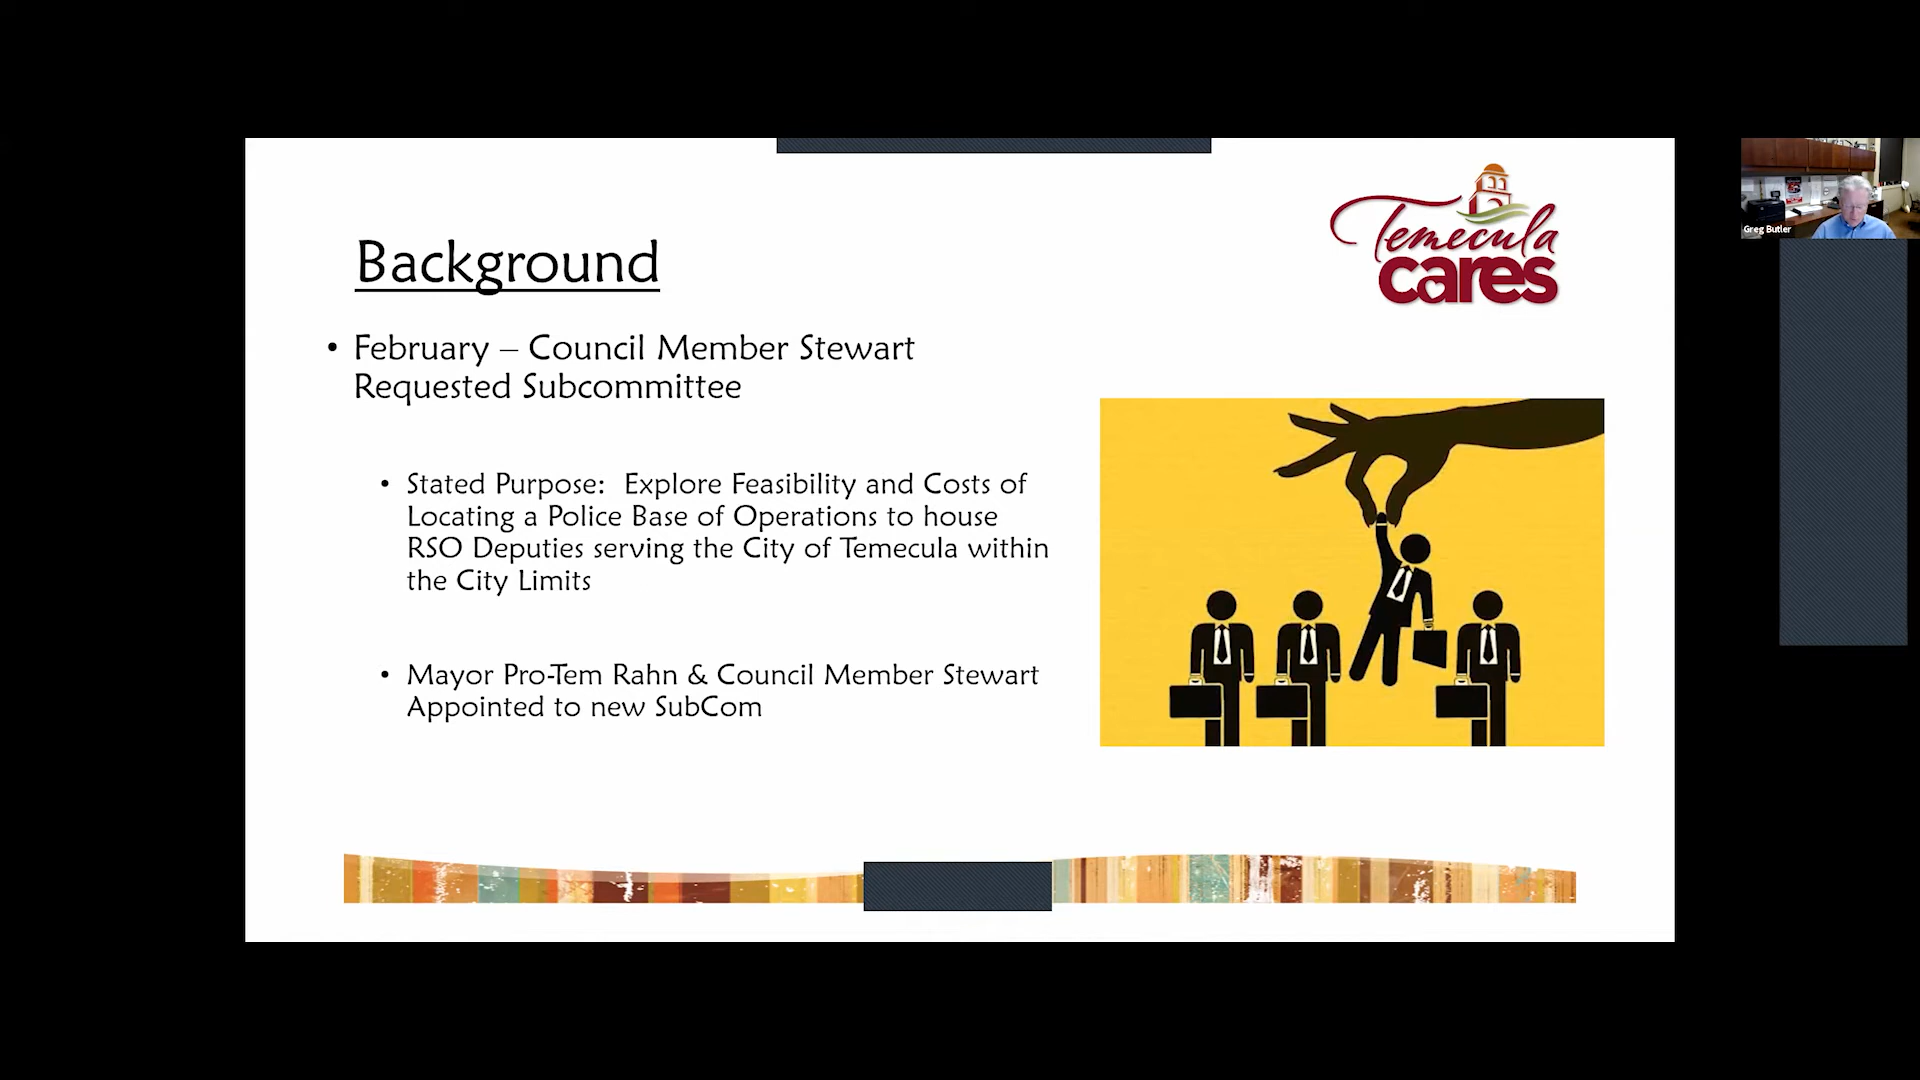 Temecula
cares
Background
• February – Council Member Stewart
Requested Subcommittee
• Stated Purpose: Explore Feasibility and Costs of
Locating a Police Base of Operations to house
RSO Deputies serving the City of Temecula within
the City Limits
• Mayor Pro-Tem Rahn & Council Member Stewart
Appointed to new SubCom
Greg Butler